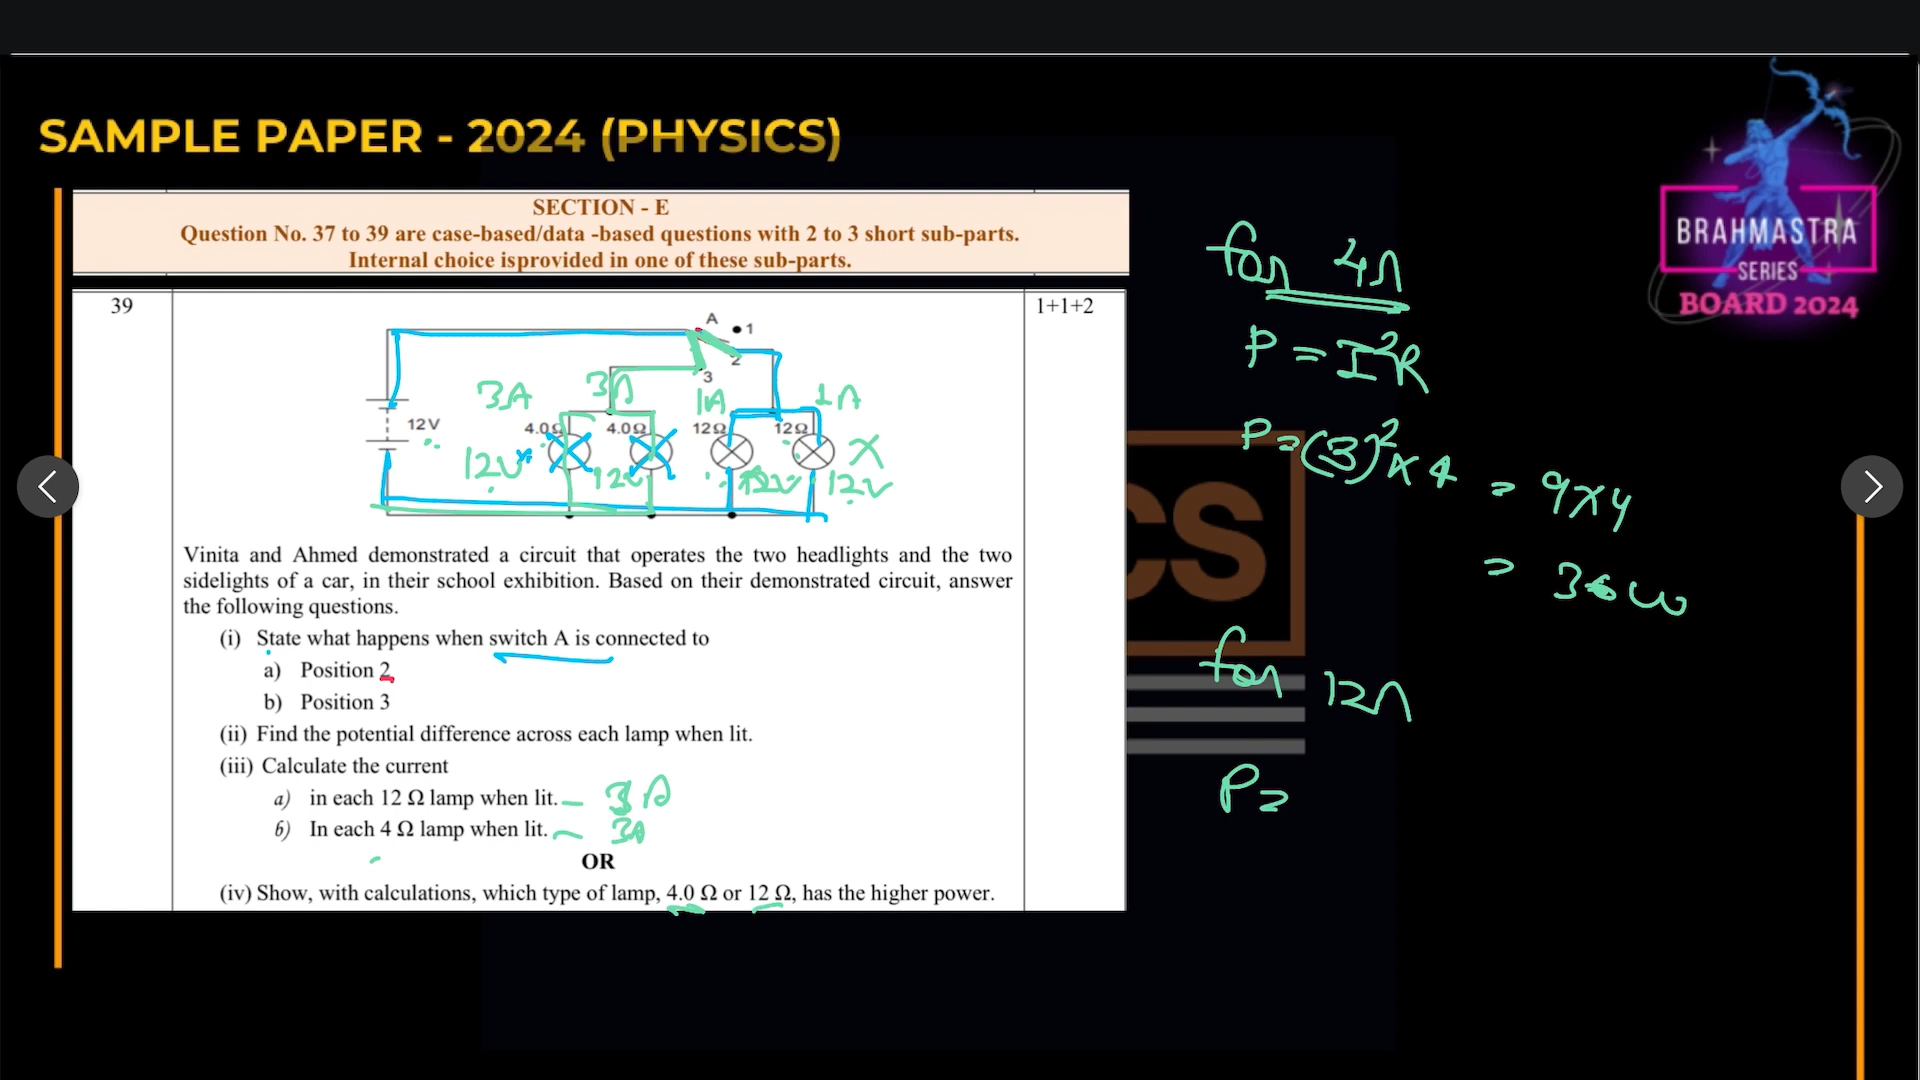 SAMPLE PAPER - 2024 (PHYSICS)
BRAHMASTRA
SERIES
BOARD 2024
SECTION - E
Question No. 37 to 39 are case-based/data -based questions with 2 to 3 short sub-parts.
Internal choice isprovided in one of these sub-parts.
39
1+1+2
A
1
2
3
3A
3A
1A
1A
12V
4.0Ω
4.0Ω
12Ω
12Ω
12V
12V
12V
X
Vinita and Ahmed demonstrated a circuit that operates the two headlights and the two
sidelights of a car, in their school exhibition. Based on their demonstrated circuit, answer
the following questions.
(i) State what happens when switch A is connected to
a) Position 2
b) Position 3
(ii) Find the potential difference across each lamp when lit.
(iii) Calculate the current
a) in each 12 Ω lamp when lit. - 3A
b) In each 4 Ω lamp when lit. - 3A
OR
(iv) Show, with calculations, which type of lamp, 4.0 Ω or 12 Ω, has the higher power.
for 4Ω
P = I²R
P = (3)² × 4 = 9×4
= 36W
CS
for 12Ω
P =